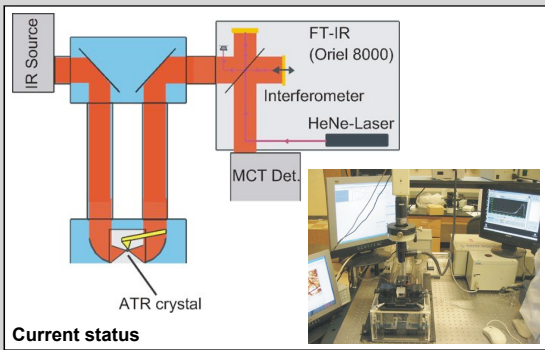 IR Source
FT-IR
(Oriel 8000)
Interferometer
HeNe-Laser
MCT Det.
ATR crystal
Current status